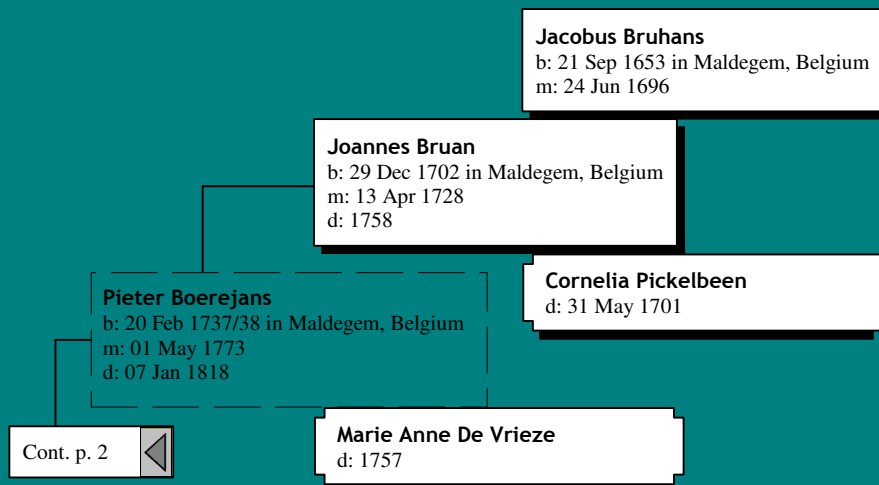 Jacobus Bruhans
b: 21 Sep 1653 in Maldegem, Belgium
m: 24 Jun 1696
Joannes Bruan
b: 29 Dec 1702 in Maldegem, Belgium
m: 13 Apr 1728
d: 1758
Cornelia Pickelbeen
d: 31 May 1701
Pieter Boerejans
b: 20 Feb 1737/38 in Maldegem, Belgium
m: 01 May 1773
d: 07 Jan 1818
Marie Anne De Vrieze
d: 1757
Cont. p. 2